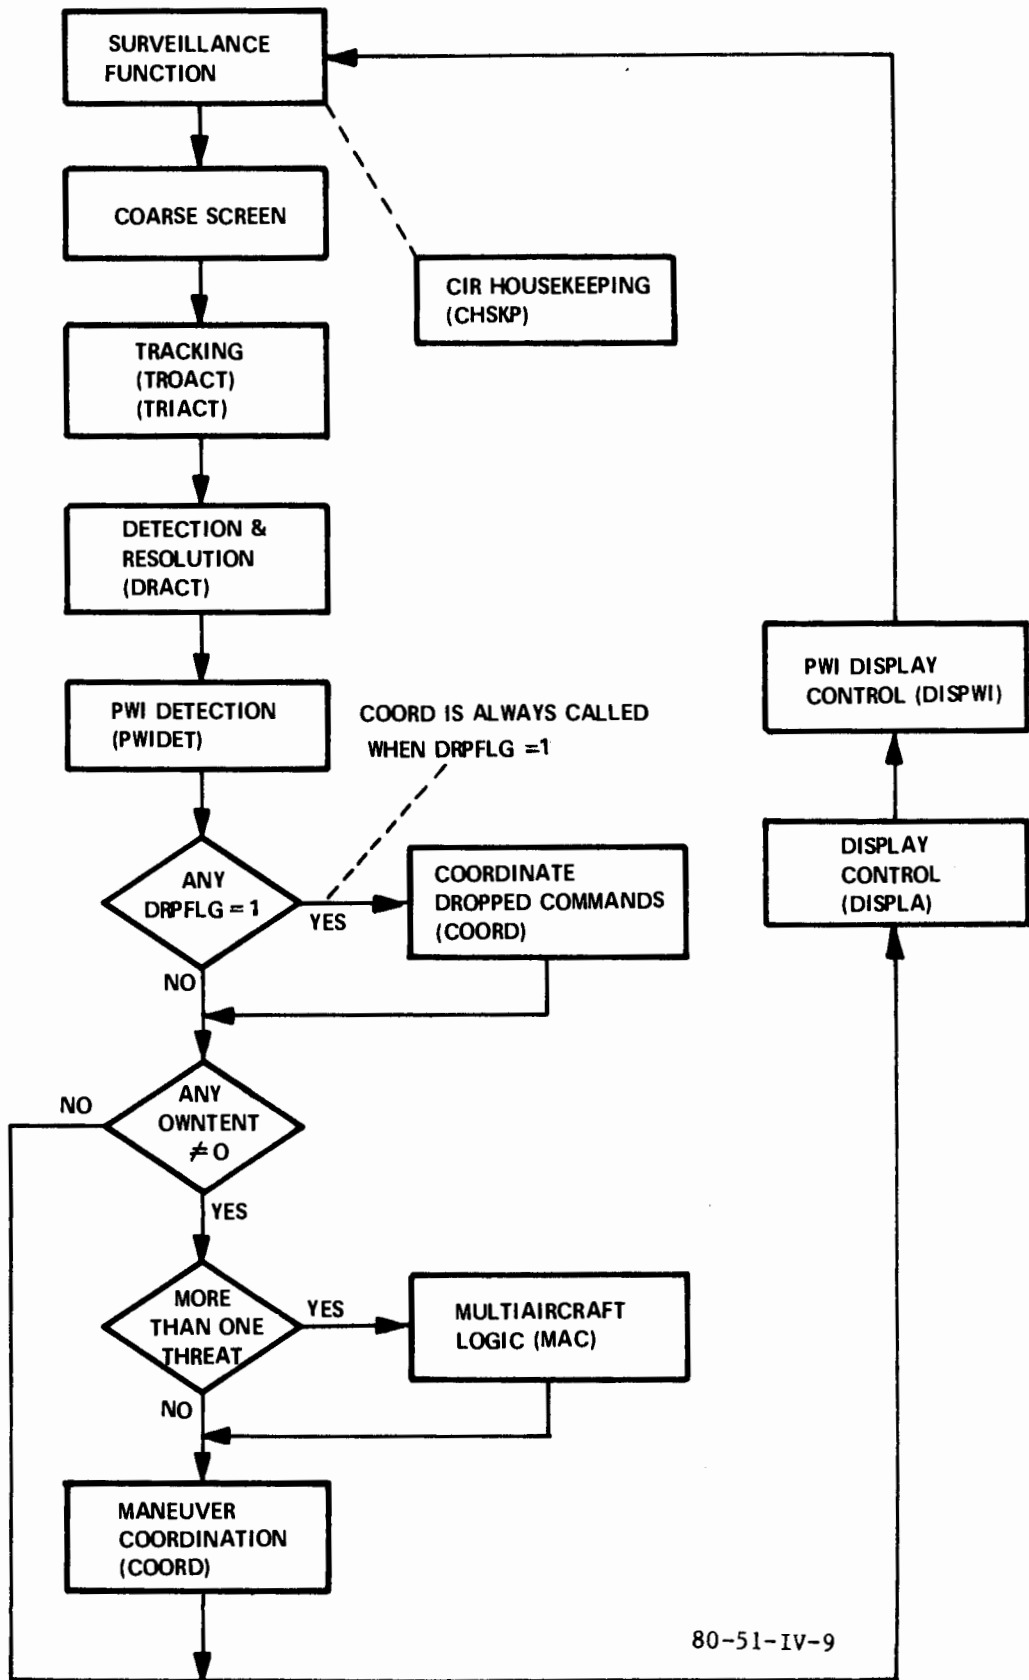 SURVEILLANCE
FUNCTION
COARSE SCREEN
CIR HOUSEKEEPING
(CHSKP)
TRACKING
(TROACT)
(TRIACT)
DETECTION &
RESOLUTION
(DRACT)
PWI DETECTION
(PWIDET)
COORD IS ALWAYS CALLED
WHEN DRPFLG =1
PWI DISPLAY
CONTROL (DISPWI)
DISPLAY
CONTROL
(DISPLA)
ANY
DRPFLG = 1
YES
NO
COORDINATE
DROPPED COMMANDS
(COORD)
ANY
OWNTENT
≠ 0
NO
YES
MORE
THAN ONE
THREAT
YES
NO
MULTIAIRCRAFT
LOGIC (MAC)
MANEUVER
COORDINATION
(COORD)
80-51-IV-9